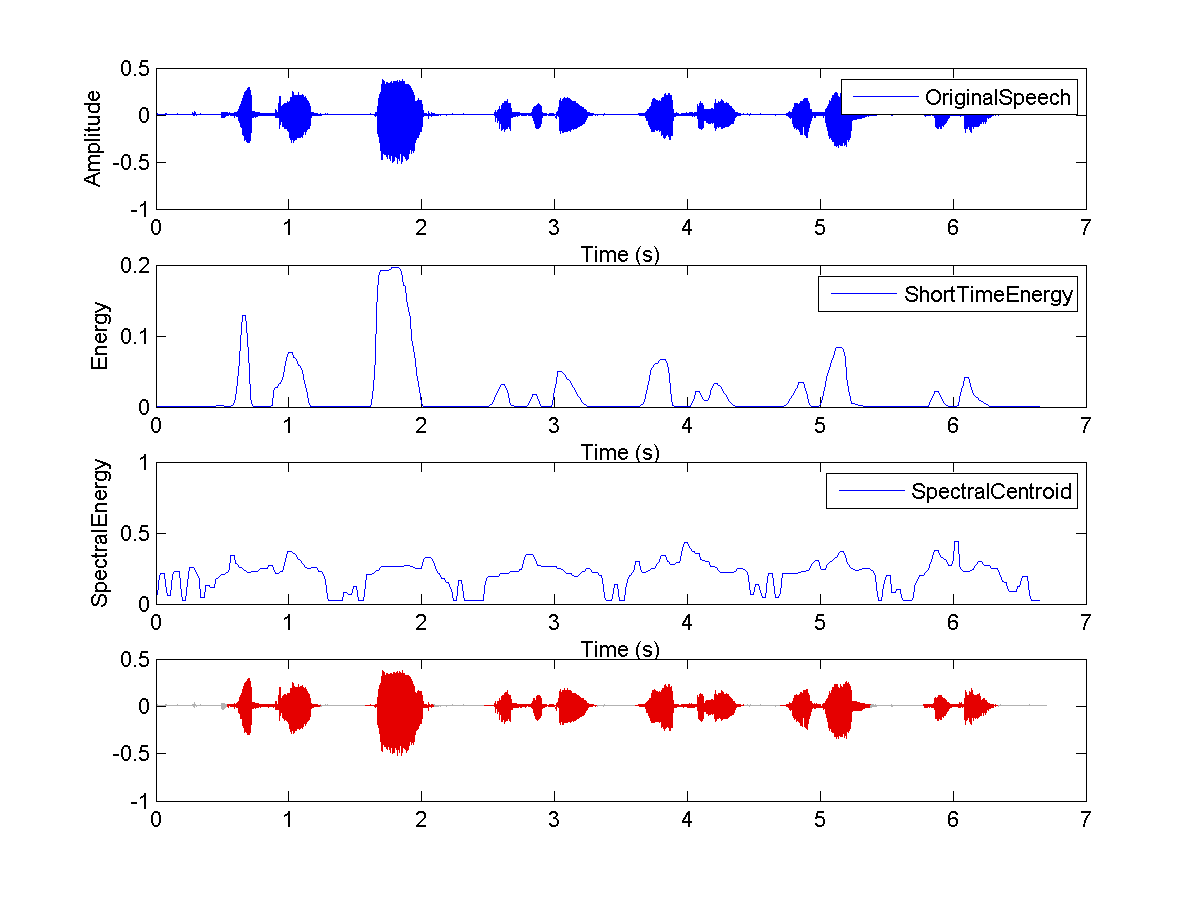 0.5
0
-0.5
-1
Amplitude
OriginalSpeech
0 1 2 3 4 5 6 7
Time (s)
0.2
0.1
0
Energy
ShortTimeEnergy
0 1 2 3 4 5 6 7
Time (s)
1
0.5
0
SpectralEnergy
SpectralCentroid
0 1 2 3 4 5 6 7
Time (s)
0.5
0
-0.5
-1
0 1 2 3 4 5 6 7